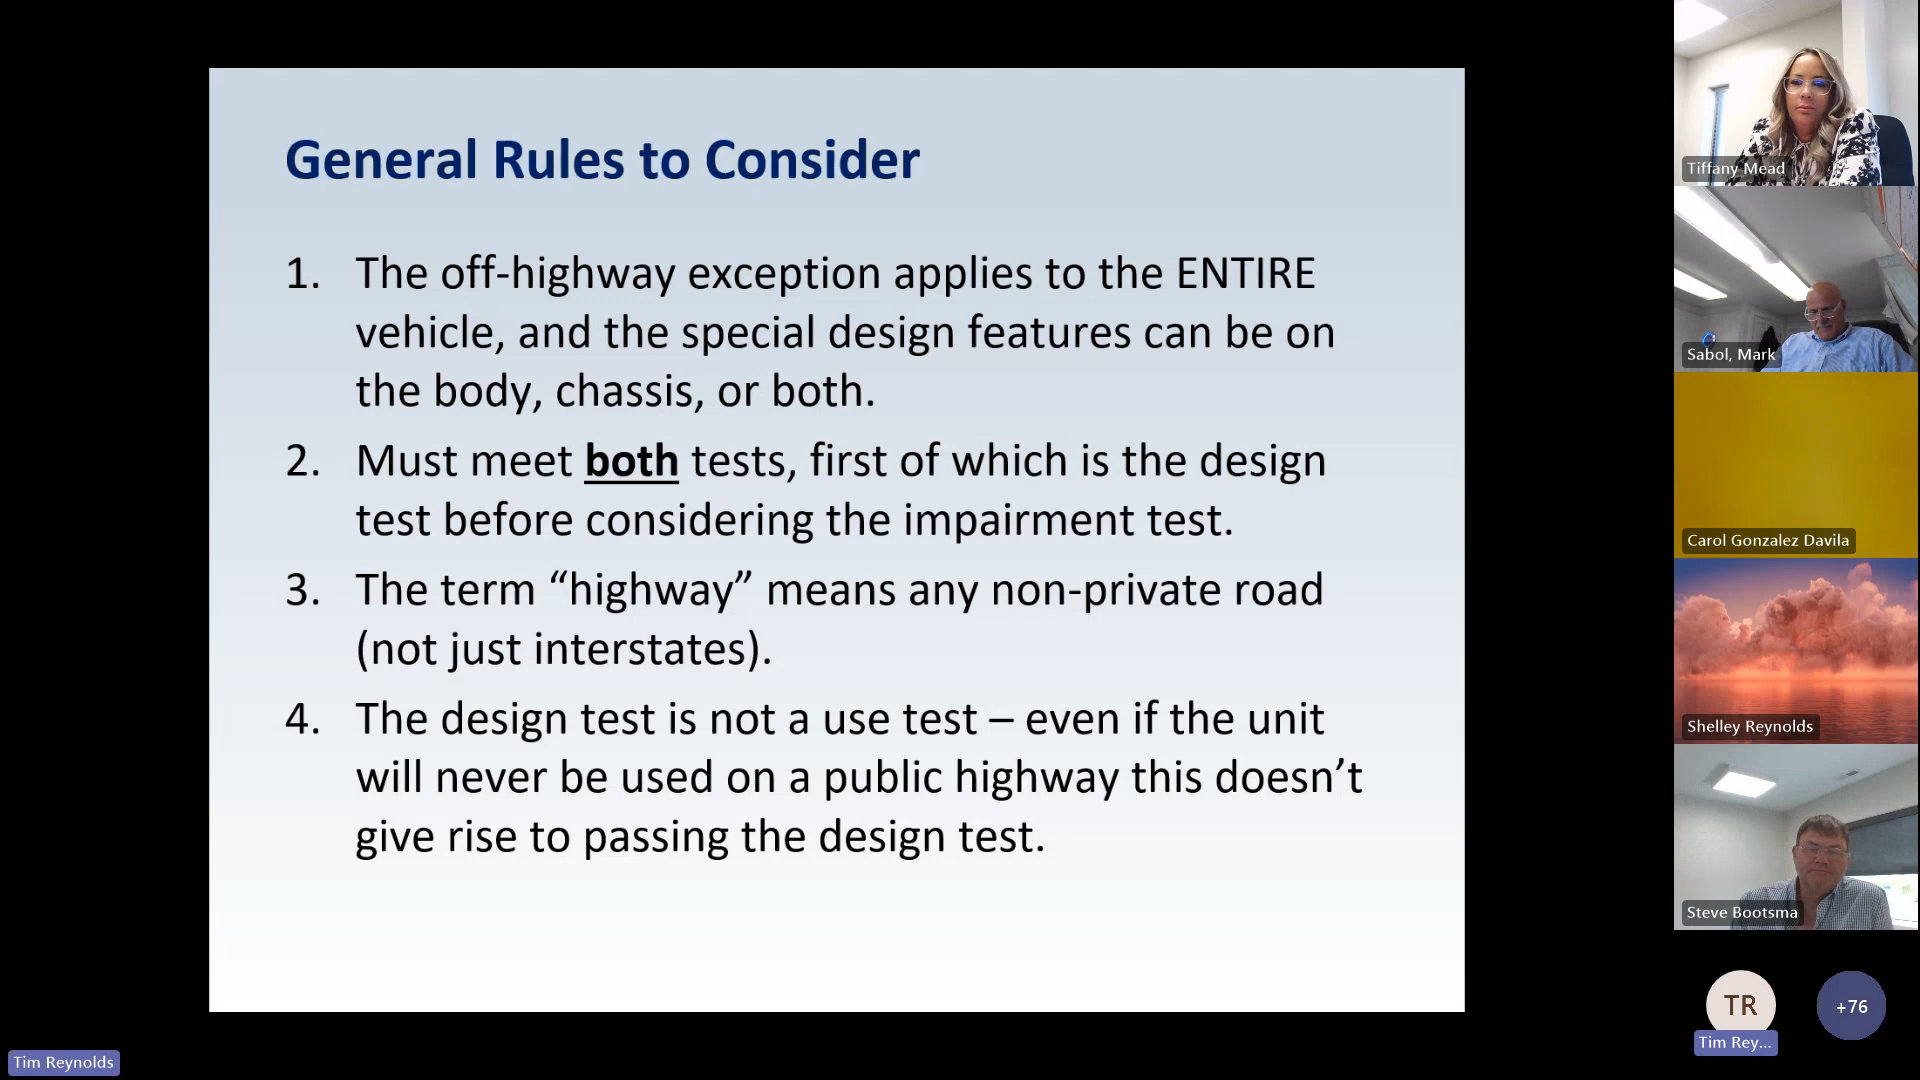 General Rules to Consider
1. The off-highway exception applies to the ENTIRE
vehicle, and the special design features can be on
the body, chassis, or both.
2. Must meet both tests, first of which is the design
test before considering the impairment test.
3. The term “highway” means any non-private road
(not just interstates).
4. The design test is not a use test – even if the unit
will never be used on a public highway this doesn’t
give rise to passing the design test.
Tiffany Mead
Sabol, Mark
Carol Gonzalez Davila
Shelley Reynolds
Steve Bootsma
TR
+76
Tim Rey...
Tim Reynolds